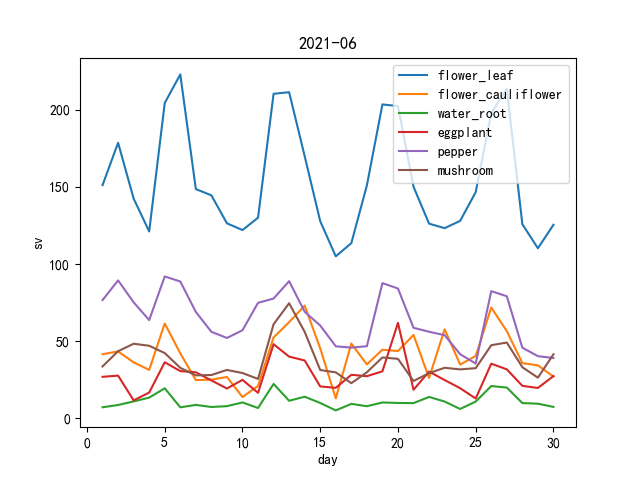 2021-06
flower_leaf
flower_cauliflower
water_root
eggplant
pepper
mushroom
200
150
100
50
0
sv
0 5 10 15 20 25 30
day